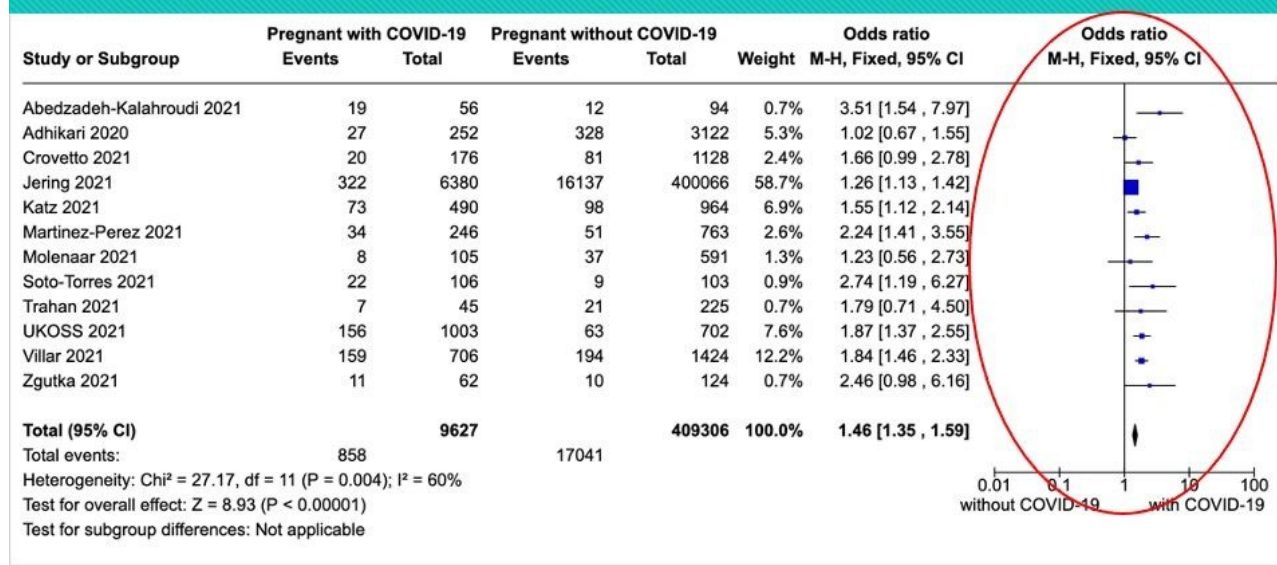 Pregnant with COVID-19 Pregnant without COVID-19 Odds ratio Odds ratio
Study or Subgroup Events Total Events Total Weight M-H, Fixed, 95% CI M-H, Fixed, 95% CI
Abedzadeh-Kalahroudi 2021 19 56 12 94 0.7% 3.51 [1.54 , 7.97]
Adhikari 2020 27 252 328 3122 5.3% 1.02 [0.67 , 1.55]
Crovetto 2021 20 176 81 1128 2.4% 1.66 [0.99 , 2.78]
Jering 2021 322 6380 16137 400066 58.7% 1.26 [1.13 , 1.42]
Katz 2021 73 490 98 964 6.9% 1.55 [1.12 , 2.14]
Martinez-Perez 2021 34 246 51 763 2.6% 2.24 [1.41 , 3.55]
Molenaar 2021 8 105 37 591 1.3% 1.23 [0.56 , 2.73]
Soto-Torres 2021 22 106 9 103 0.9% 2.74 [1.19 , 6.27]
Trahan 2021 7 45 21 225 0.7% 1.79 [0.71 , 4.50]
UKOSS 2021 156 1003 63 702 7.6% 1.87 [1.37 , 2.55]
Villar 2021 159 706 194 1424 12.2% 1.84 [1.46 , 2.33]
Zgutka 2021 11 62 10 124 0.7% 2.46 [0.98 , 6.16]
Total (95% CI) 9627 409306 100.0% 1.46 [1.35 , 1.59]
Total events: 858 17041
Heterogeneity: Chi² = 27.17, df = 11 (P = 0.004); I² = 60%
0.01 0.1 1 10 100
Test for overall effect: Z = 8.93 (P < 0.00001)
without COVID-19 with COVID-19
Test for subgroup differences: Not applicable